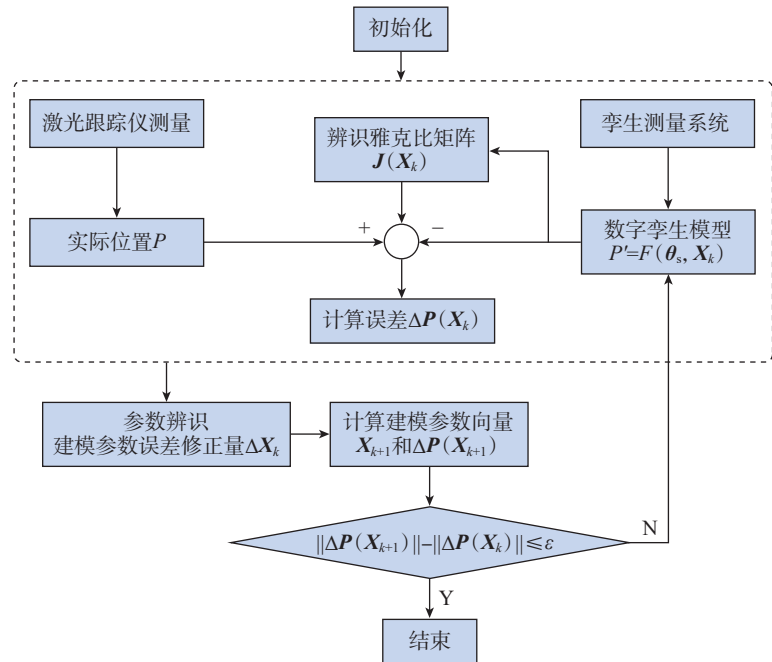 初始化
激光跟踪仪测量
辨识雅克比矩阵
J(Xₖ)
孪生测量系统
实际位置P
+
−
数字孪生模型
P′=F(θₛ, Xₖ)
计算误差ΔP(Xₖ)
参数辨识
建模参数误差修正量ΔXₖ
计算建模参数向量
Xₖ₊₁和ΔP(Xₖ₊₁)
||ΔP(Xₖ₊₁)||−||ΔP(Xₖ)||≤ε
N
Y
结束